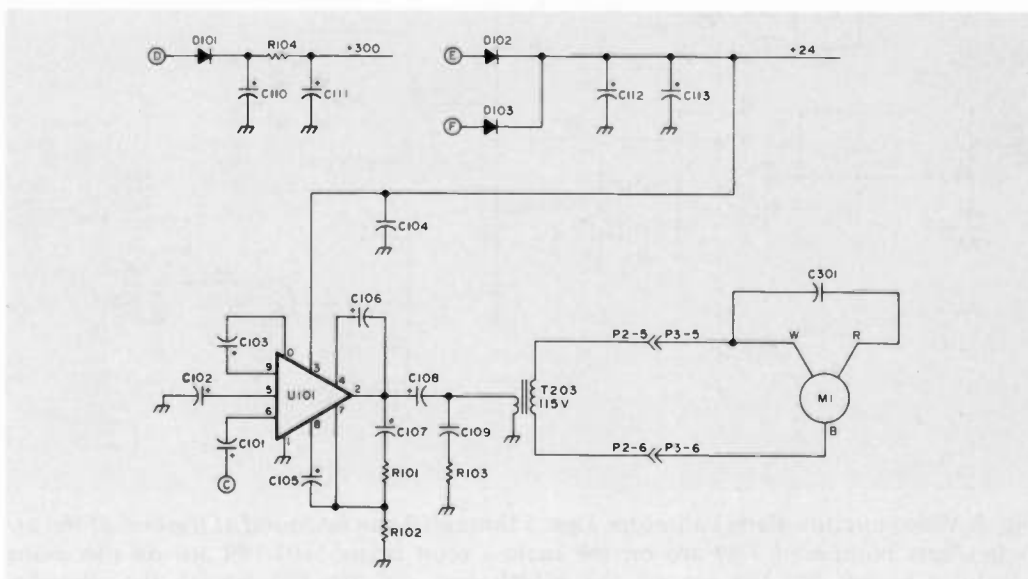 D101
R104
+300
D
C110
C111
D102
+24
E
C112
C113
D103
F
C104
C301
C106
P2-5
P3-5
W
R
C103
0
3
9
4
C102
5
U101
2
C108
T203
115V
M1
6
7
8
C107
C109
B
C101
1
P2-6
P3-6
C105
R101
R103
C
R102